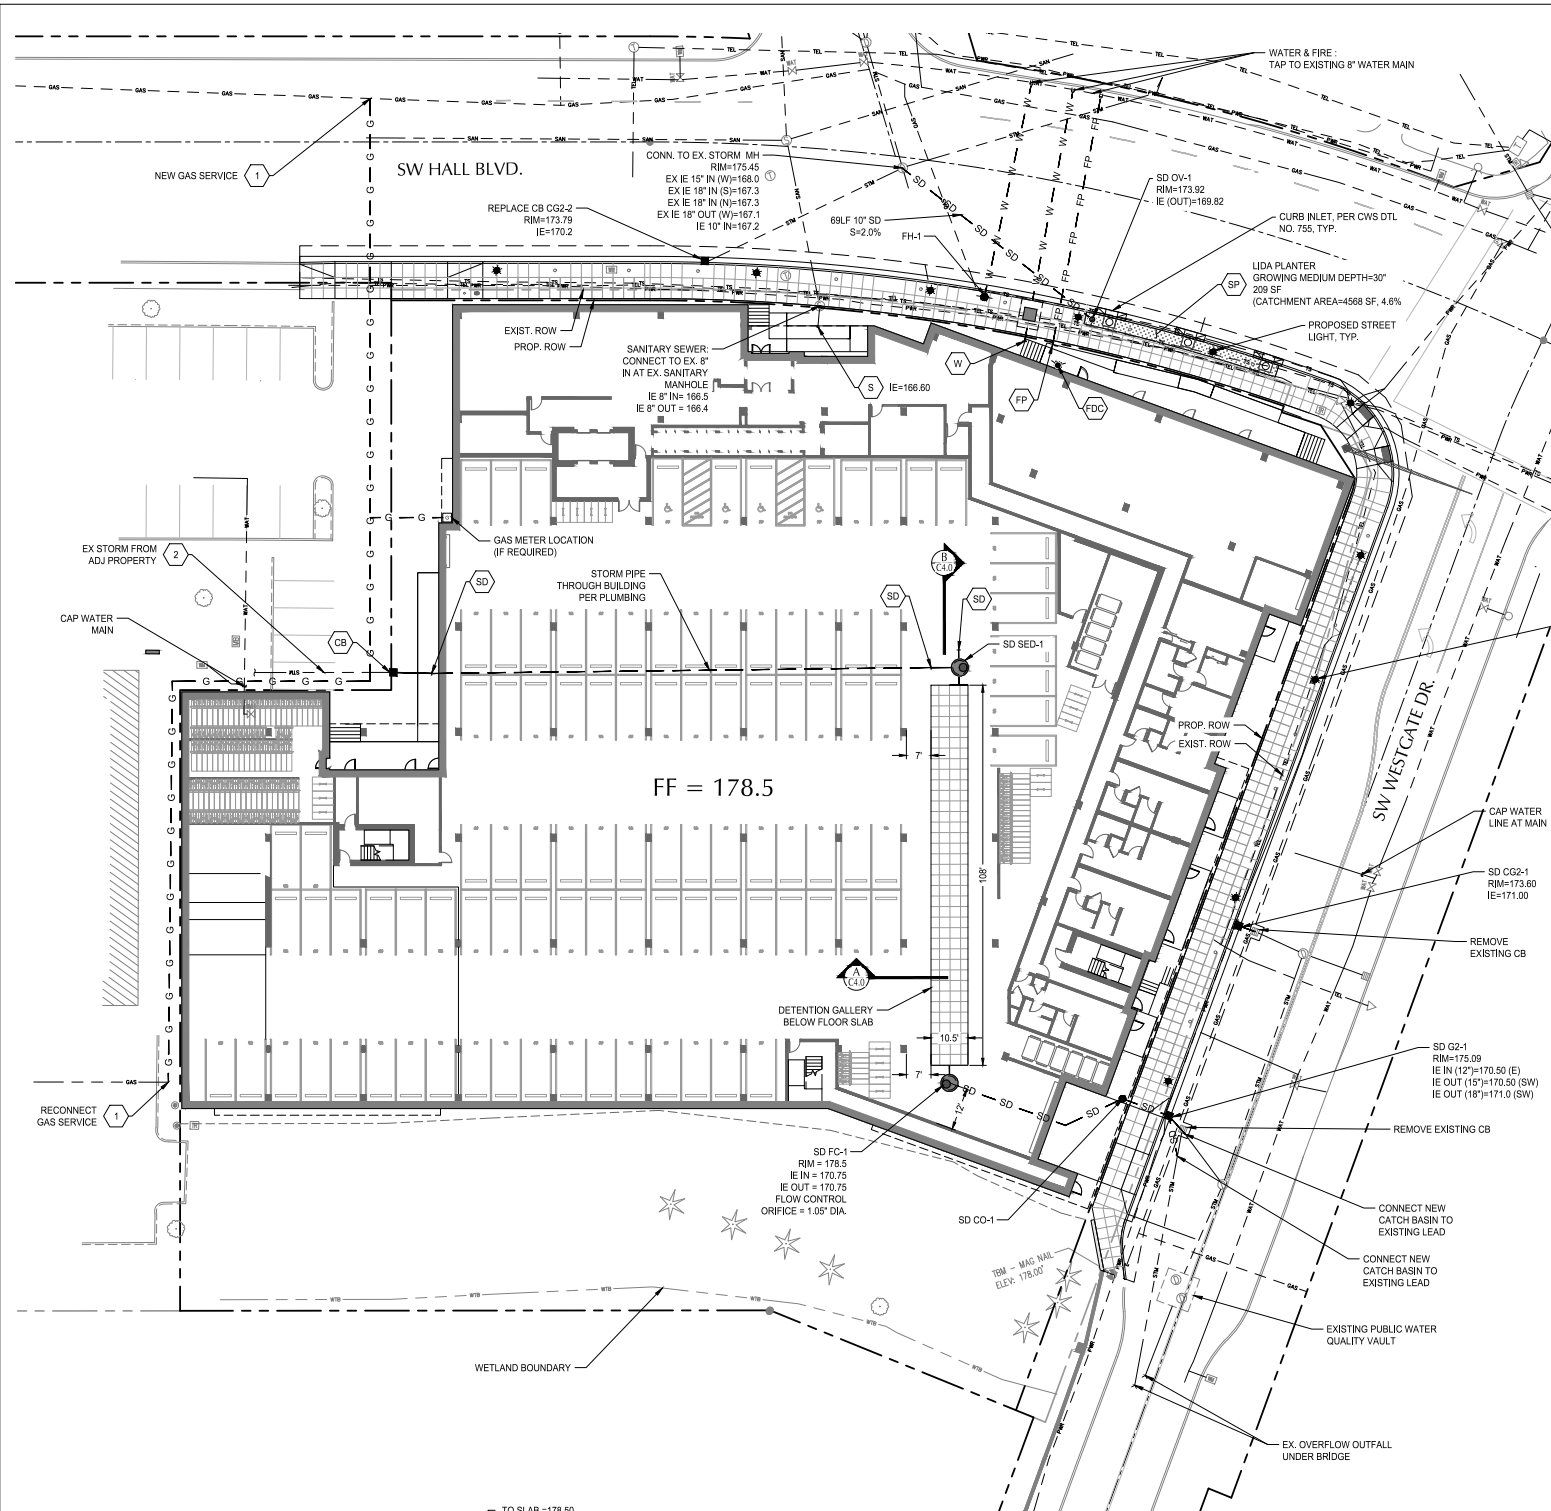 WATER & FIRE :
TAP TO EXISTING 8" WATER MAIN
NEW GAS SERVICE
1
SW HALL BLVD.
CONN. TO EX. STORM MH
RIM=175.45
EX IE 15" IN (W)=168.0
EX IE 18" IN (S)=167.3
EX IE 18" IN (N)=167.3
EX IE 18" OUT (W)=167.1
IE 10" IN=167.2
REPLACE CB CG2-2
RIM=173.79
IE=170.2
69LF 10" SD
S=2.0%
FH-1
SD OV-1
RIM=173.92
IE (OUT)=169.82
CURB INLET, PER CWS DTL
NO. 755, TYP.
SP
LIDA PLANTER
GROWING MEDIUM DEPTH=30"
209 SF
(CATCHMENT AREA=4568 SF, 4.6%
PROPOSED STREET
LIGHT, TYP.
EXIST. ROW
PROP. ROW
SANITARY SEWER:
CONNECT TO EX. 8"
IN AT EX. SANITARY
MANHOLE
IE 8" IN= 166.5
IE 8" OUT = 166.4
S
IE=166.60
W
FP
FDC
GAS METER LOCATION
(IF REQUIRED)
EX STORM FROM
ADJ PROPERTY
2
SD
STORM PIPE
THROUGH BUILDING
PER PLUMBING
B
C4.0
SD
SD
SD SED-1
CAP WATER
MAIN
CB
PROP. ROW
EXIST. ROW
7'
FF = 178.5
SW WESTGATE DR.
108'
CAP WATER
LINE AT MAIN
SD CG2-1
RIM=173.60
IE=171.00
REMOVE
EXISTING CB
A
C4.0
DETENTION GALLERY
BELOW FLOOR SLAB
10.5'
7'
12'
SD G2-1
RIM=175.09
IE IN (12")=170.50 (E)
IE OUT (15")=170.50 (SW)
IE OUT (18")=171.0 (SW)
RECONNECT
GAS SERVICE
1
REMOVE EXISTING CB
SD FC-1
RIM = 178.5
IE IN = 170.75
IE OUT = 170.75
FLOW CONTROL
ORIFICE = 1.05" DIA.
SD CO-1
CONNECT NEW
CATCH BASIN TO
EXISTING LEAD
CONNECT NEW
CATCH BASIN TO
EXISTING LEAD
TBM - MAG NAIL
ELEV: 178.00'
EXISTING PUBLIC WATER
QUALITY VAULT
WETLAND BOUNDARY
EX. OVERFLOW OUTFALL
UNDER BRIDGE
TO SLAB =178.50